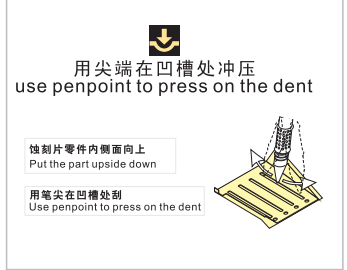 用尖端在凹槽处冲压
use penpoint to press on the dent
蚀刻片零件内侧面向上
Put the part upside down
用笔尖在凹槽处刮
Use penpoint to press on the dent